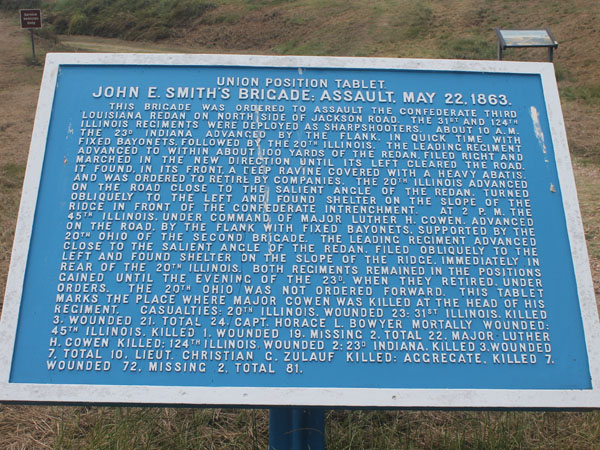 UNION POSITION TABLET.
JOHN E. SMITH'S BRIGADE; ASSAULT, MAY 22, 1863.
THIS BRIGADE WAS ORDERED TO ASSAULT THE CONFEDERATE THIRD
LOUISIANA REDAN ON NORTH SIDE OF JACKSON ROAD. THE 31ST AND 124TH
ILLINOIS REGIMENTS WERE DEPLOYED AS SHARPSHOOTERS. ABOUT 10 A.M.
THE 23D INDIANA ADVANCED BY THE FLANK, IN QUICK TIME WITH
FIXED BAYONETS, FOLLOWED BY THE 20TH ILLINOIS. THE LEADING REGIMENT
ADVANCED TO WITHIN ABOUT 100 YARDS OF THE REDAN, FILED RIGHT AND
MARCHED IN THE NEW DIRECTION UNTIL ITS LEFT CLEARED THE ROAD.
IT FOUND, IN ITS FRONT, A DEEP RAVINE COVERED WITH A HEAVY ABATIS,
AND WAS ORDERED TO RETIRE BY COMPANIES. THE 20TH ILLINOIS ADVANCED
ON THE ROAD CLOSE TO THE SALIENT ANGLE OF THE REDAN, TURNED
OBLIQUELY TO THE LEFT AND FOUND SHELTER ON THE SLOPE OF THE
RIDGE IN FRONT OF THE CONFEDERATE INTRENCHMENT. AT 2 P.M. THE
45TH ILLINOIS, UNDER COMMAND OF MAJOR LUTHER H. COWEN, ADVANCED
ON THE ROAD, BY THE FLANK WITH FIXED BAYONETS, SUPPORTED BY THE
20TH OHIO OF THE SECOND BRIGADE. THE LEADING REGIMENT ADVANCED
CLOSE TO THE SALIENT ANGLE OF THE REDAN, FILED OBLIQUELY TO THE
LEFT AND FOUND SHELTER ON THE SLOPE OF THE RIDGE, IMMEDIATELY IN
REAR OF THE 20TH ILLINOIS. BOTH REGIMENTS REMAINED IN THE POSITIONS
GAINED UNTIL THE EVENING OF THE 23D, WHEN THEY RETIRED, UNDER
ORDERS. THE 20TH OHIO WAS NOT ORDERED FORWARD. THIS TABLET
MARKS THE PLACE WHERE MAJOR COWEN WAS KILLED AT THE HEAD OF HIS
REGIMENT. CASUALTIES: 20TH ILLINOIS, WOUNDED 23; 31ST ILLINOIS, KILLED
3, WOUNDED 21, TOTAL 24, CAPT. HORACE L. BOWYER MORTALLY WOUNDED;
45TH ILLINOIS, KILLED 1, WOUNDED 19, MISSING 2, TOTAL 22, MAJOR LUTHER
H. COWEN KILLED; 124TH ILLINOIS, WOUNDED 2; 23D INDIANA, KILLED 3, WOUNDED
7, TOTAL 10, LIEUT. CHRISTIAN G. ZULAUF KILLED; AGGREGATE, KILLED 7,
WOUNDED 72, MISSING 2, TOTAL 81.